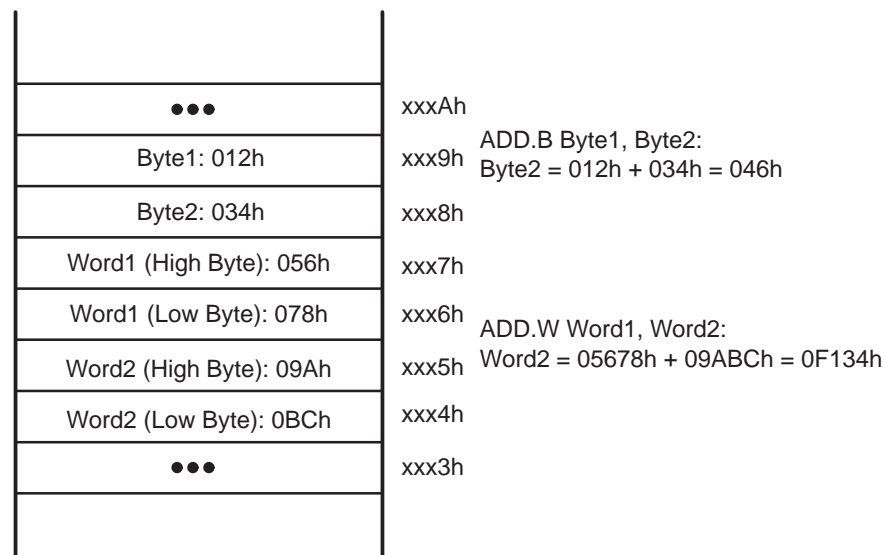 ●●● xxxAh
ADD.B Byte1, Byte2:
Byte1: 012h xxx9h
Byte2 = 012h + 034h = 046h
Byte2: 034h xxx8h
Word1 (High Byte): 056h xxx7h
Word1 (Low Byte): 078h xxx6h
ADD.W Word1, Word2:
Word2 (High Byte): 09Ah xxx5h
Word2 = 05678h + 09ABCh = 0F134h
Word2 (Low Byte): 0BCh xxx4h
●●● xxx3h